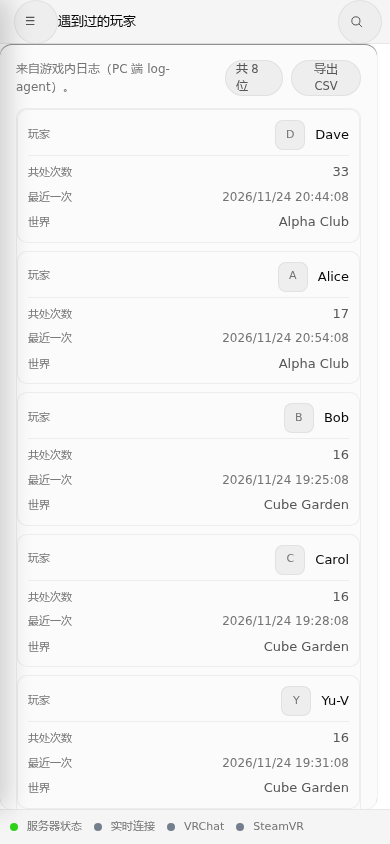 ☰ 遇到过的玩家
来自游戏内日志（PC 端 log-
agent）。
共 8
位
导出
CSV
玩家 D Dave
共处次数 33
最近一次 2026/11/24 20:44:08
世界 Alpha Club
玩家 A Alice
共处次数 17
最近一次 2026/11/24 20:54:08
世界 Alpha Club
玩家 B Bob
共处次数 16
最近一次 2026/11/24 19:25:08
世界 Cube Garden
玩家 C Carol
共处次数 16
最近一次 2026/11/24 19:28:08
世界 Cube Garden
玩家 Y Yu-V
共处次数 16
最近一次 2026/11/24 19:31:08
世界 Cube Garden
服务器状态 实时连接 VRChat SteamVR